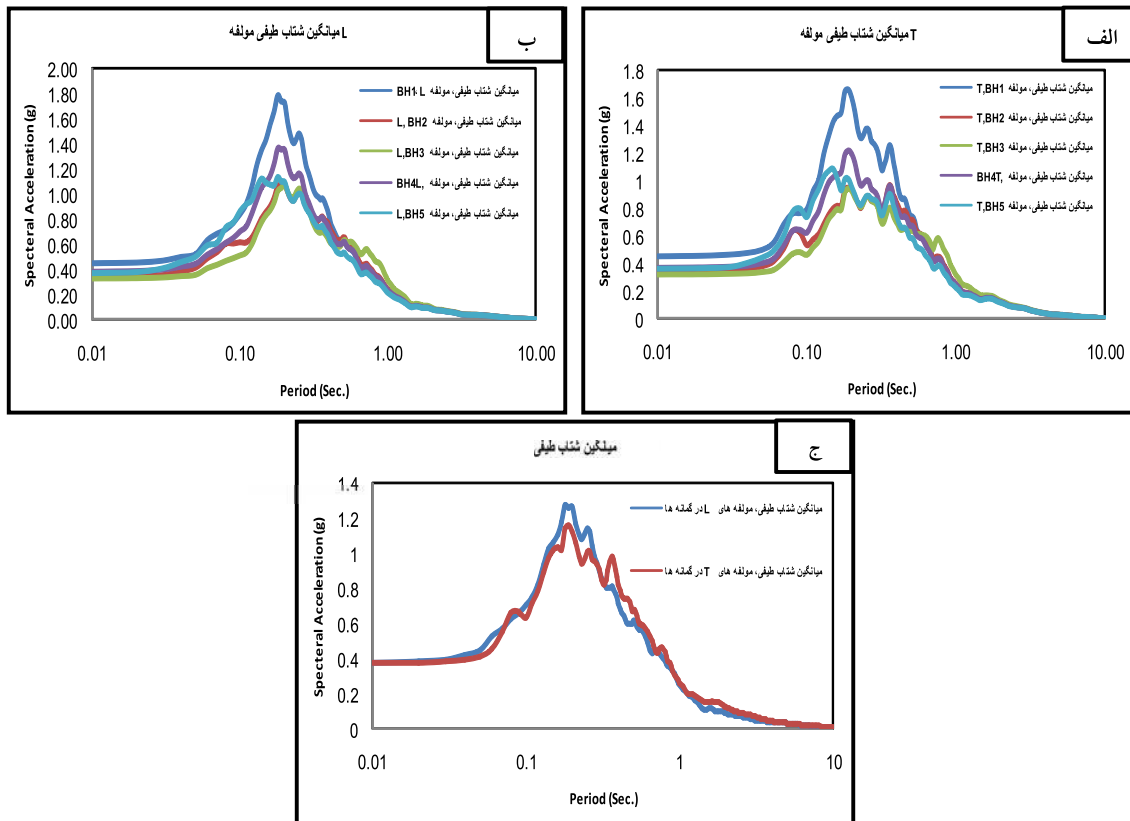 الف
میانگین شتاب طیفی مولفه T
Specteral Acceleration (g)
1.8
1.6
1.4
1.2
1
0.8
0.6
0.4
0.2
0
0.01
0.10
1.00
10.00
Period (Sec.)
میانگین شتاب طیفی، مولفه T,BH1
میانگین شتاب طیفی، مولفه T,BH2
میانگین شتاب طیفی، مولفه T,BH3
میانگین شتاب طیفی، مولفه BH4T,
میانگین شتاب طیفی، مولفه T,BH5
ب
میانگین شتاب طیفی مولفه L
Specteral Acceleration (g)
2.00
1.80
1.60
1.40
1.20
1.00
0.80
0.60
0.40
0.20
0.00
0.01
0.10
1.00
10.00
Period (Sec.)
میانگین شتاب طیفی، مولفه BH1،L
میانگین شتاب طیفی، مولفه L, BH2
میانگین شتاب طیفی، مولفه L,BH3
میانگین شتاب طیفی، مولفه BH4L,
میانگین شتاب طیفی، مولفه L,BH5
ج
میانگین شتاب طیفی
Specteral Acceleration (g)
1.4
1.2
1
0.8
0.6
0.4
0.2
0
0.01
0.1
1
10
Period (Sec.)
میانگین شتاب طیفی، مولفه های L در گمانه ها
میانگین شتاب طیفی، مولفه های T در گمانه ها